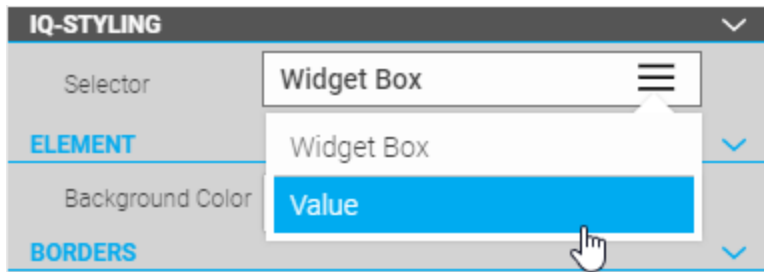 IQ-STYLING
Selector
Widget Box
ELEMENT
Widget Box
Background Color
Value
BORDERS